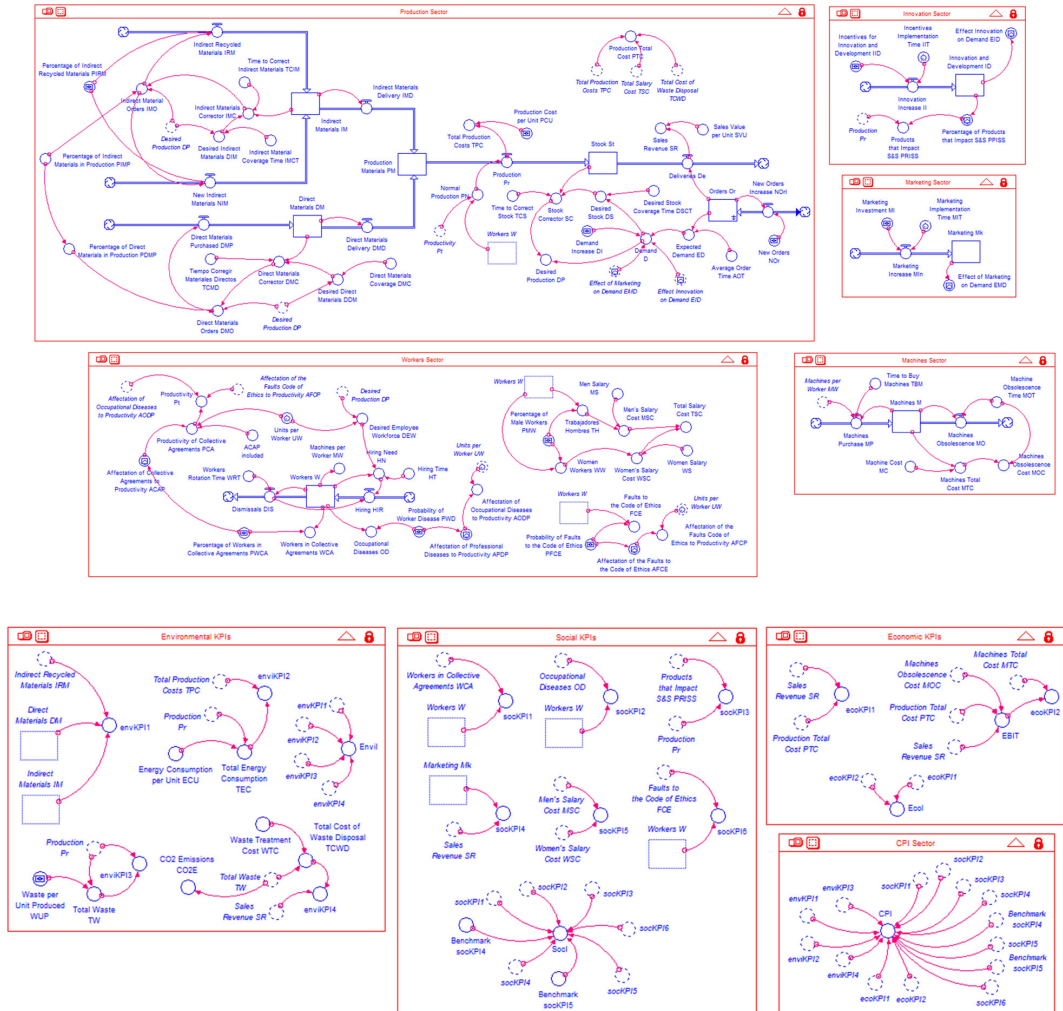 Production Sector
Indirect Recycled
Materials IRM
Percentage of Indirect
Recycled Materials PIRM
Time to Correct
Indirect Materials TCIM
Indirect Material
Orders IMO
Indirect Materials
Corrector IMC
Indirect Materials
Delivery IMD
Indirect
Materials IM
Desired
Production DP
Desired Indirect
Materials DIM
Indirect Material
Coverage Time IMCT
Percentage of Indirect
Materials in Production PIMP
New Indirect
Materials NIM
Direct
Materials DM
Production
Materials PM
Direct Materials
Purchased DMP
Direct Materials
Delivery DMD
Percentage of Direct
Materials in Production PDMP
Tiempo Corregir
Materiales Directos
TCMD
Direct Materials
Corrector DMC
Desired Direct
Materials DDM
Direct Materials
Coverage DMC
Direct Materials
Orders DMO
Desired
Production DP
Production Total
Cost PTC
Total Production
Costs TPC
Total Salary
Cost TSC
Total Cost of
Waste Disposal
TCWD
Production Cost
per Unit PCU
Total Production
Costs TPC
Sales
Revenue SR
Sales Value
per Unit SVU
Stock St
Production
Pr
Deliveries De
Normal
Production PN
Time to Correct
Stock TCS
Stock
Corrector SC
Desired
Stock DS
Desired Stock
Coverage Time DSCT
Orders Or
New Orders
Increase NOrI
Productivity
Pt
Workers W
Demand
Increase DI
Demand
D
Expected
Demand ED
New Orders
NOr
Desired
Production DP
Average Order
Time AOT
Effect of Marketing
on Demand EMD
Effect Innovation
on Demand EID
Innovation Sector
Incentives for
Innovation and
Development IID
Incentives
Implementation
Time IIT
Effect Innovation
on Demand EID
Innovation and
Development ID
Innovation
Increase II
Production
Pr
Products
that Impact
S&S PRISS
Percentage of Products
that Impact S&S PPISS
Marketing Sector
Marketing
Investment MI
Marketing
Implementation
Time MIT
Marketing Mk
Marketing
Increase MIn
Effect of Marketing
on Demand EMD
Workers Sector
Affectation of
Occupational Diseases
to Productivity AODP
Productivity
Pt
Affectation of the
Faults Code of
Ethics to Productivity AFCP
Desired
Production DP
Productivity of Collective
Agreements PCA
Units per
Worker UW
Desired Employee
Workforce DEW
ACAP
included
Machines per
Worker MW
Hiring Need
HN
Affectation of Collective
Agreements to
Productivity ACAP
Workers
Rotation Time WRT
Workers W
Hiring Time
HT
Units per
Worker UW
Dismissals DIS
Hiring HIR
Probability of
Worker Disease PWD
Affectation of
Occupational Diseases
to Productivity AODP
Percentage of Workers in
Collective Agreements PWCA
Workers in Collective
Agreements WCA
Occupational
Diseases OD
Affectation of Professional
Diseases to Productivity APDP
Workers W
Men Salary
MS
Percentage of
Male Workers
PMW
Trabajadores
Hombres TH
Men's Salary
Cost MSC
Total Salary
Cost TSC
Women
Workers WW
Women's Salary
Cost WSC
Women Salary
WS
Workers W
Faults to
the Code of Ethics
FCE
Units per
Worker UW
Probability of Faults
to the Code of Ethics
PFCE
Affectation of the
Faults Code of
Ethics to Productivity AFCP
Affectation of the Faults to
the Code of Ethics AFCE
Machines Sector
Machines per
Worker MW
Time to Buy
Machines TBM
Machines M
Machine
Obsolescence
Time MOT
Machines
Purchase MP
Machines
Obsolescence MO
Machine Cost
MC
Machines Total
Cost MTC
Machines
Obsolescence
Cost MOC
Environmental KPIs
Indirect Recycled
Materials IRM
Direct
Materials DM
envKPI1
Indirect
Materials IM
Total Production
Costs TPC
enviKPI2
Production
Pr
Energy Consumption
per Unit ECU
Total Energy
Consumption
TEC
envKPI1
enviKPI2
EnviI
enviKPI3
enviKPI4
Production
Pr
enviKPI3
Waste per
Unit Produced
WUP
Total Waste
TW
Waste Treatment
Cost WTC
Total Cost of
Waste Disposal
TCWD
CO2 Emissions
CO2E
Total Waste
TW
Sales
Revenue SR
enviKPI4
Social KPIs
Workers in Collective
Agreements WCA
Workers W
socKPI1
Occupational
Diseases OD
Workers W
socKPI2
Products
that Impact
S&S PRISS
socKPI3
Production
Pr
Marketing Mk
socKPI4
Sales
Revenue SR
Men's Salary
Cost MSC
socKPI5
Women's Salary
Cost WSC
Faults to
the Code of Ethics
FCE
socKPI6
Workers W
socKPI1
socKPI2
socKPI3
Benchmark
socKPI4
SocI
socKPI6
socKPI4
Benchmark
socKPI5
socKPI5
Economic KPIs
Sales
Revenue SR
ecoKPI1
Production Total
Cost PTC
Machines Total
Cost MTC
Machines
Obsolescence
Cost MOC
Production Total
Cost PTC
EBIT
ecoKPI2
Sales
Revenue SR
ecoKPI2
ecoKPI1
EcoI
CPI Sector
socKPI2
enviKPI3
socKPI1
socKPI3
envKPI1
CPI
socKPI4
Benchmark
socKPI4
socKPI5
enviKPI2
Benchmark
socKPI5
enviKPI4
ecoKPI1
ecoKPI2
socKPI6